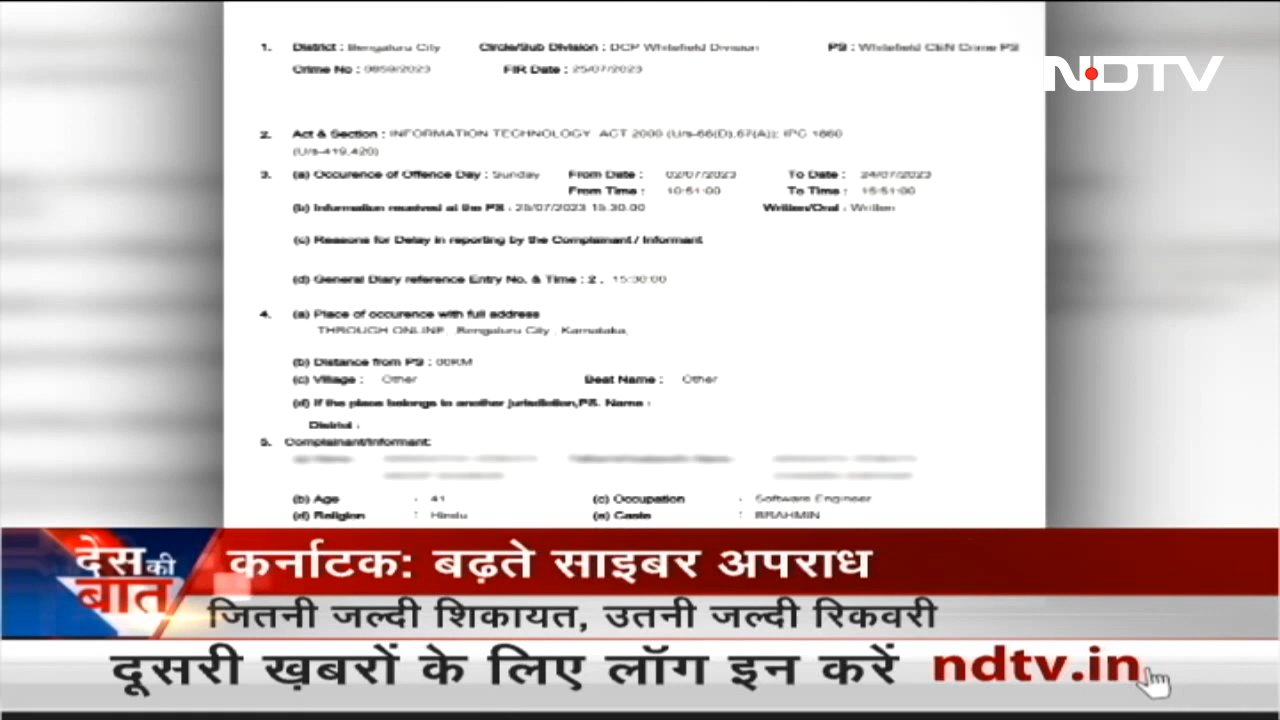 1. District : Bengaluru City Circle/Sub Division : DCP Whitefield Division PS : Whitefield CEN Crime PS
Crime No : 0859/2023 FIR Date : 25/07/2023
NDTV
2. Act & Section : INFORMATION TECHNOLOGY ACT 2000 (U/s-66(D),67(A)); IPC 1860
(U/s-419,420)
3. (a) Occurence of Offence Day : Sunday From Date : 02/07/2023 To Date : 24/07/2023
From Time : 10:51:00 To Time : 15:51:00
(b) Information received at the PS : 25/07/2023 15:30:00 Written/Oral : Written
(c) Reasons for Delay in reporting by the Complainant / Informant
(d) General Diary reference Entry No. & Time : 2 , 15:30:00
4. (a) Place of occurence with full address
THROUGH ONLINE , Bengaluru City , Karnataka,
(b) Distance from PS : 00KM
(c) Village : Other Beat Name : Other
(d) If the place belongs to another jurisdiction,PS. Name :
District :
5. Complainant/Informant:
(b) Age : 41 (c) Occupation : Software Engineer
(d) Religion : Hindu (e) Caste : BRAHMIN
देस की बात
कर्नाटक: बढ़ते साइबर अपराध
जितनी जल्दी शिकायत, उतनी जल्दी रिकवरी
दूसरी ख़बरों के लिए लॉग इन करें ndtv.in